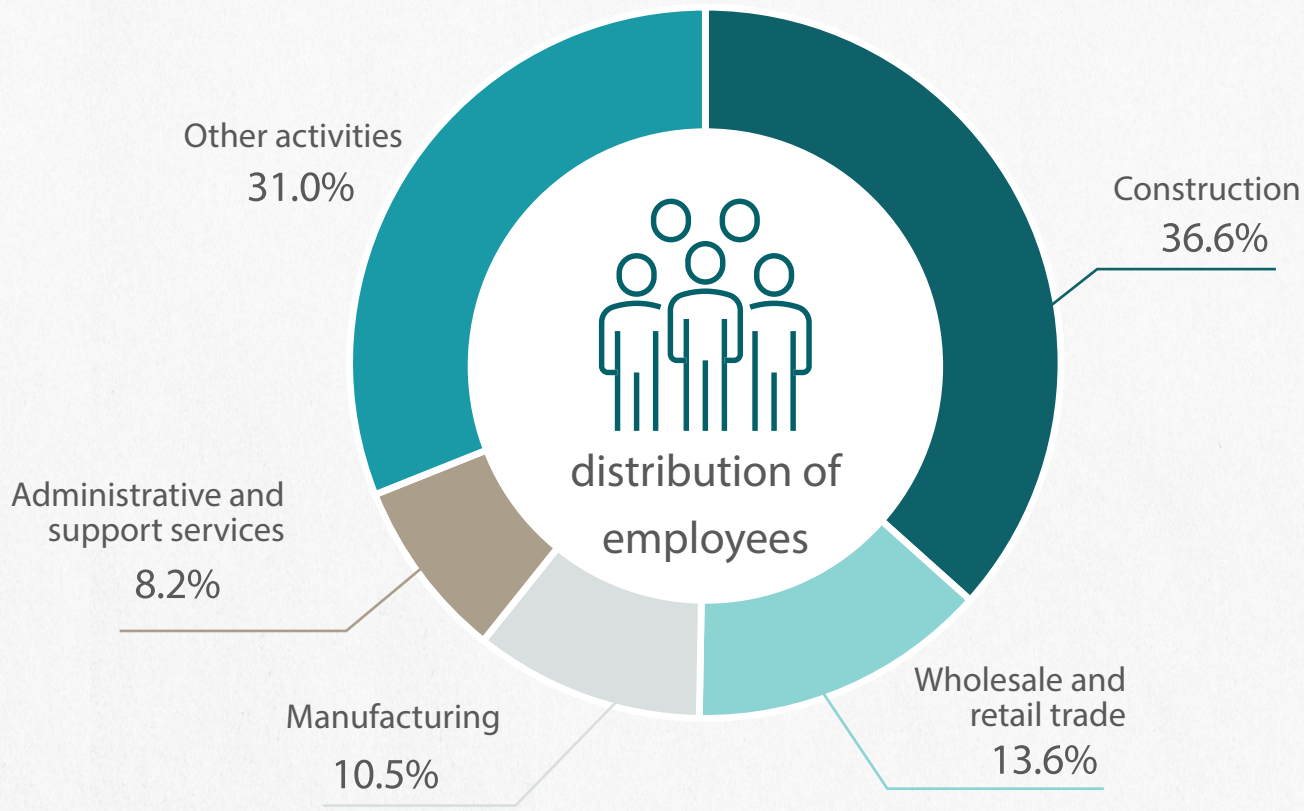 Other activities
31.0%
Construction
36.6%
distribution of
employees
Administrative and
support services
8.2%
Wholesale and
retail trade
13.6%
Manufacturing
10.5%